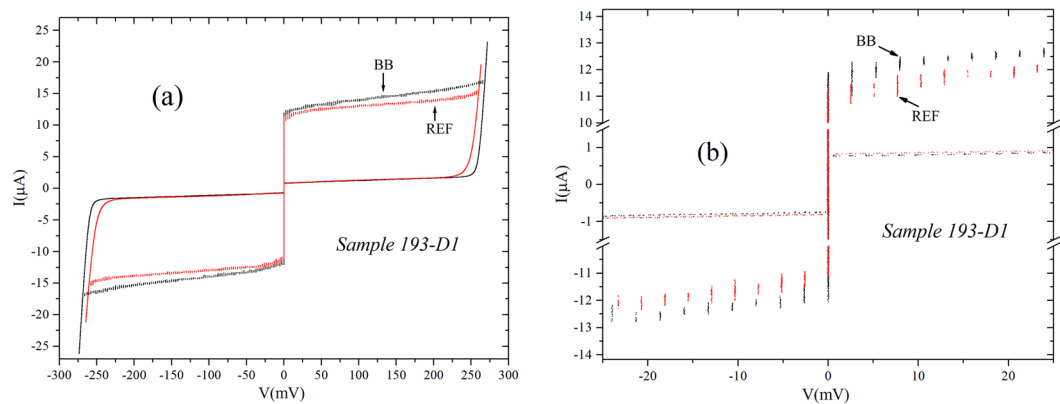 25
20
15
10
5
0
-5
-10
-15
-20
-25
I(μA)
(a)
BB
REF
Sample 193-D1
-300 -250 -200 -150 -100 -50 0 50 100 150 200 250 300
V(mV)
14
13
12
11
10
1
0
-1
-11
-12
-13
-14
I(μA)
BB
REF
(b)
Sample 193-D1
-20 -10 0 10 20
V(mV)